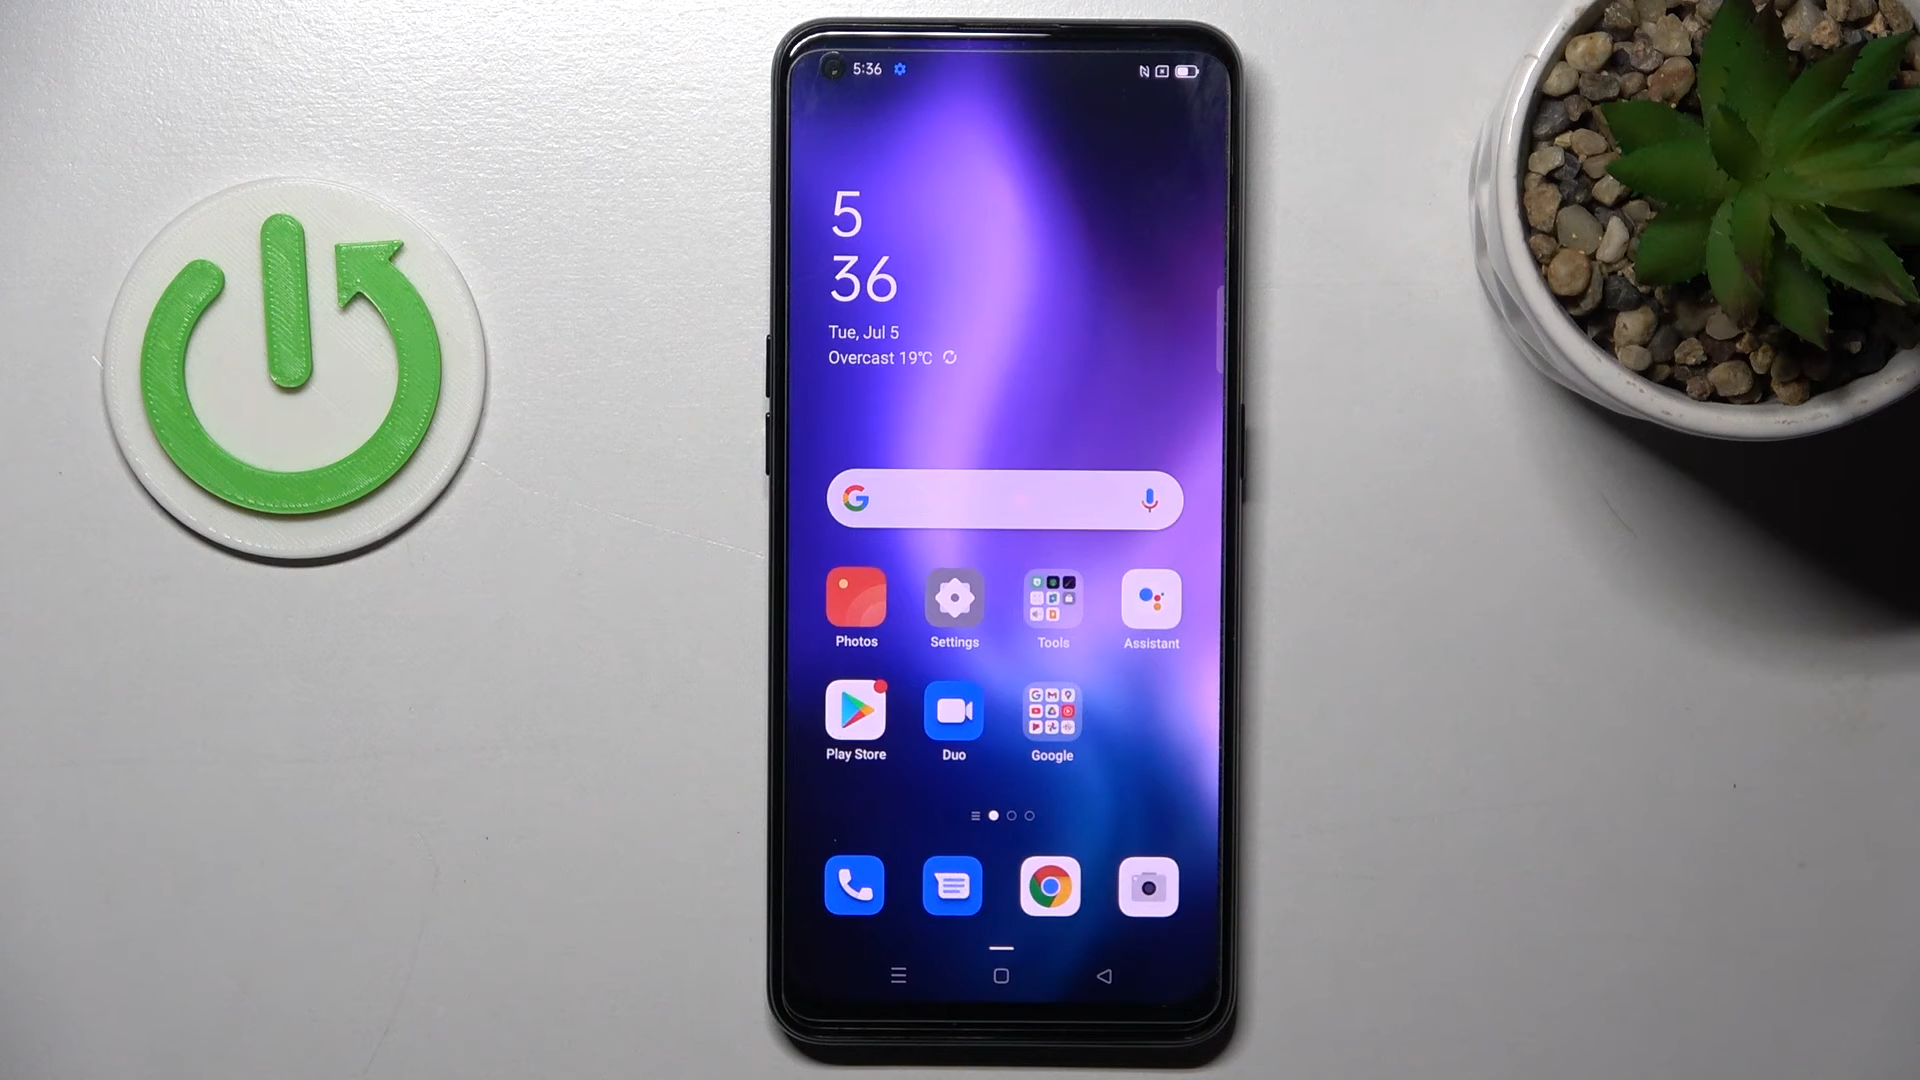 5:36
5
36
Tue, Jul 5
Overcast 19℃
Photos
Settings
Tools
Assistant
Play Store
Duo
Google